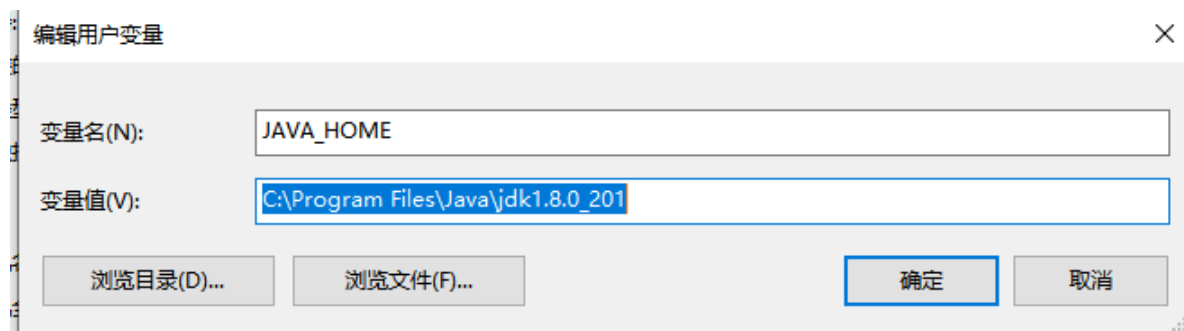 编辑用户变量
变量名(N):
JAVA_HOME
变量值(V):
C:\Program Files\Java\jdk1.8.0_201
浏览目录(D)...
浏览文件(F)...
确定
取消